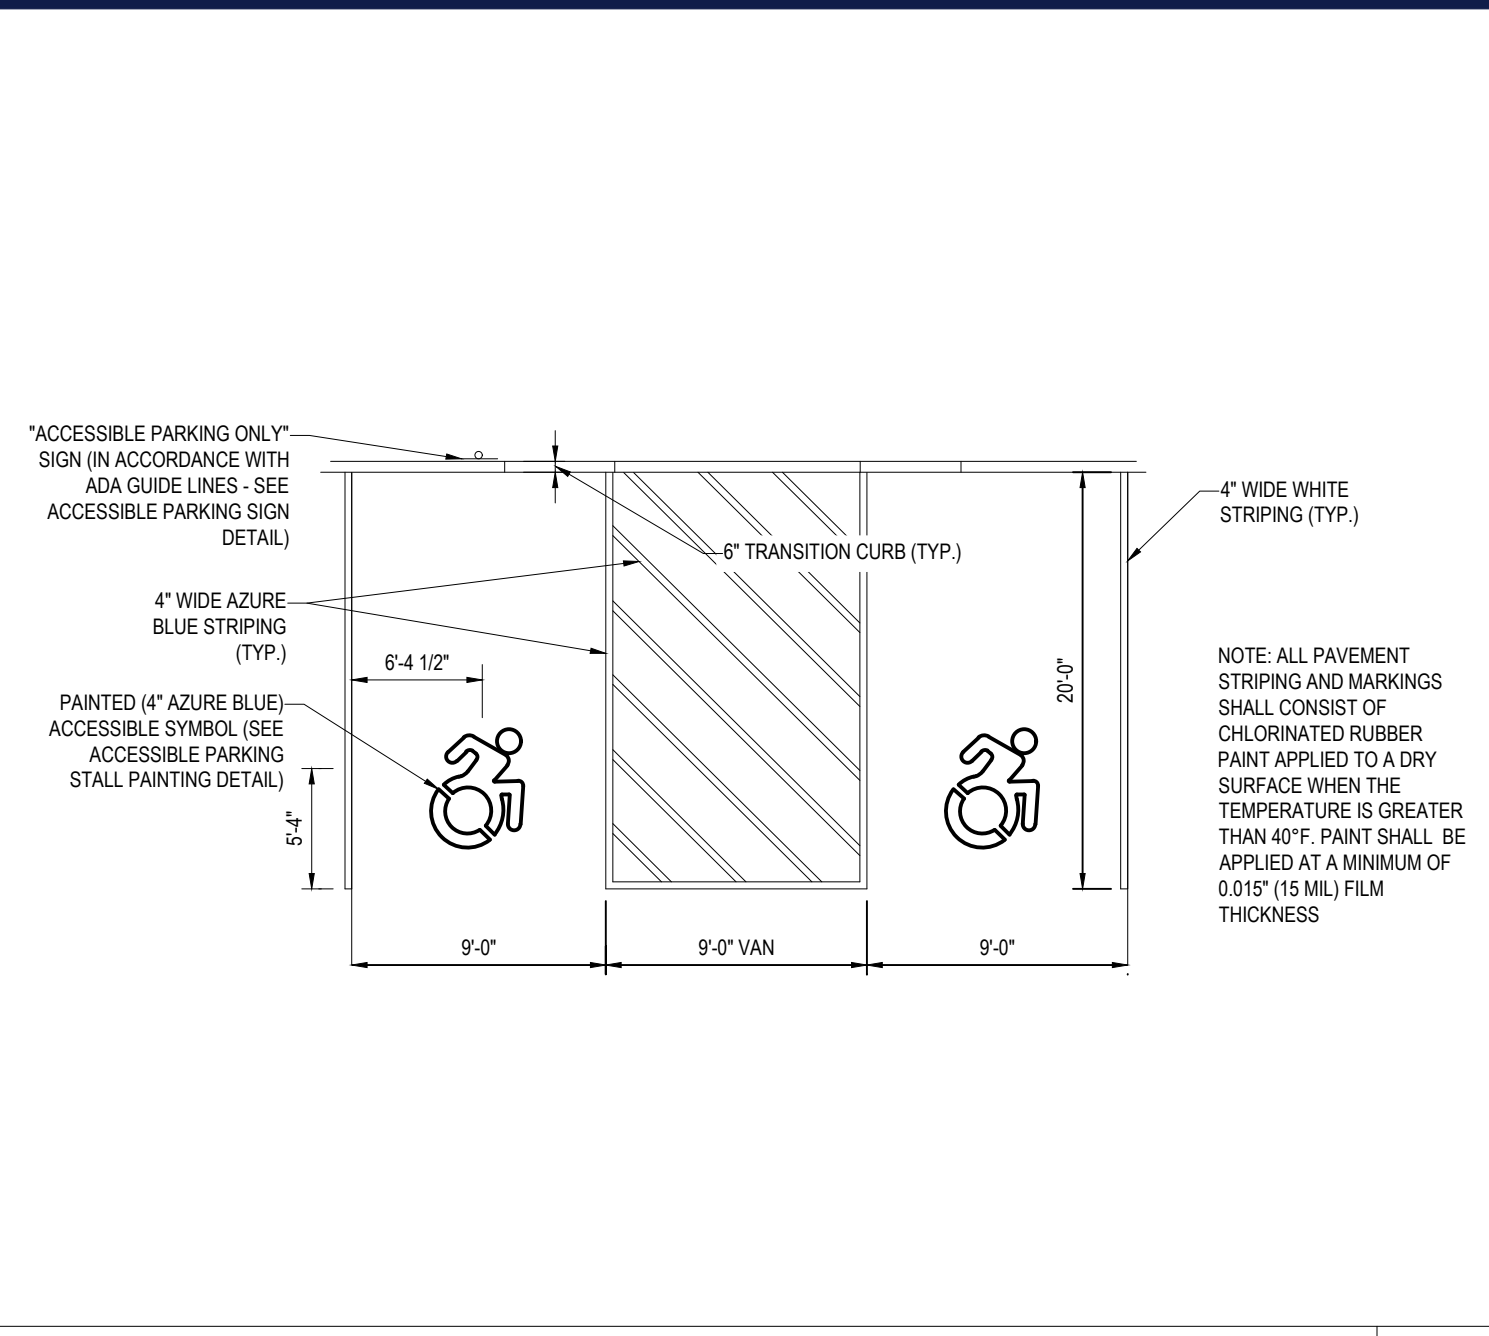 "ACCESSIBLE PARKING ONLY"
SIGN (IN ACCORDANCE WITH
ADA GUIDE LINES - SEE
ACCESSIBLE PARKING SIGN
DETAIL)
4" WIDE AZURE
BLUE STRIPING
(TYP.)
6'-4 1/2"
PAINTED (4" AZURE BLUE)
ACCESSIBLE SYMBOL (SEE
ACCESSIBLE PARKING
STALL PAINTING DETAIL)
5'-4"
6" TRANSITION CURB (TYP.)
20'-0"
4" WIDE WHITE
STRIPING (TYP.)
NOTE: ALL PAVEMENT
STRIPING AND MARKINGS
SHALL CONSIST OF
CHLORINATED RUBBER
PAINT APPLIED TO A DRY
SURFACE WHEN THE
TEMPERATURE IS GREATER
THAN 40°F. PAINT SHALL BE
APPLIED AT A MINIMUM OF
0.015" (15 MIL) FILM
THICKNESS
9'-0"
9'-0" VAN
9'-0"